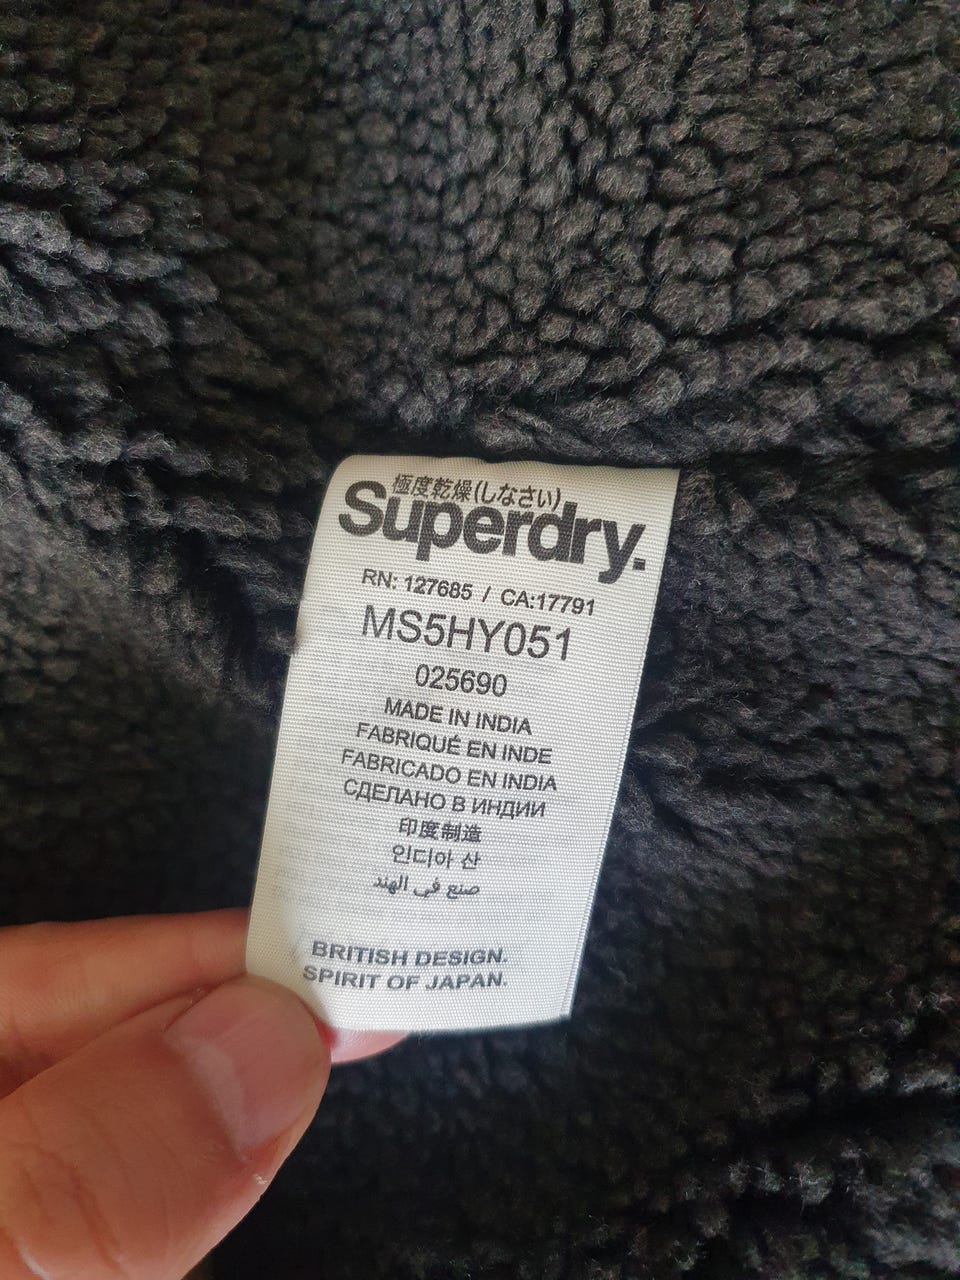 極度乾燥(しなさい)
Superdry.
RN: 127685 / CA:17791
MS5HY051
025690
MADE IN INDIA
FABRIQUÉ EN INDE
FABRICADO EN INDIA
СДЕЛАНО В ИНДИИ
印度制造
인디아 산
صنع في الهند
BRITISH DESIGN.
SPIRIT OF JAPAN.